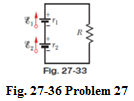 ℰ₁ r₁
R
ℰ₂ r₂
Fig. 27-33
Fig. 27-36 Problem 27